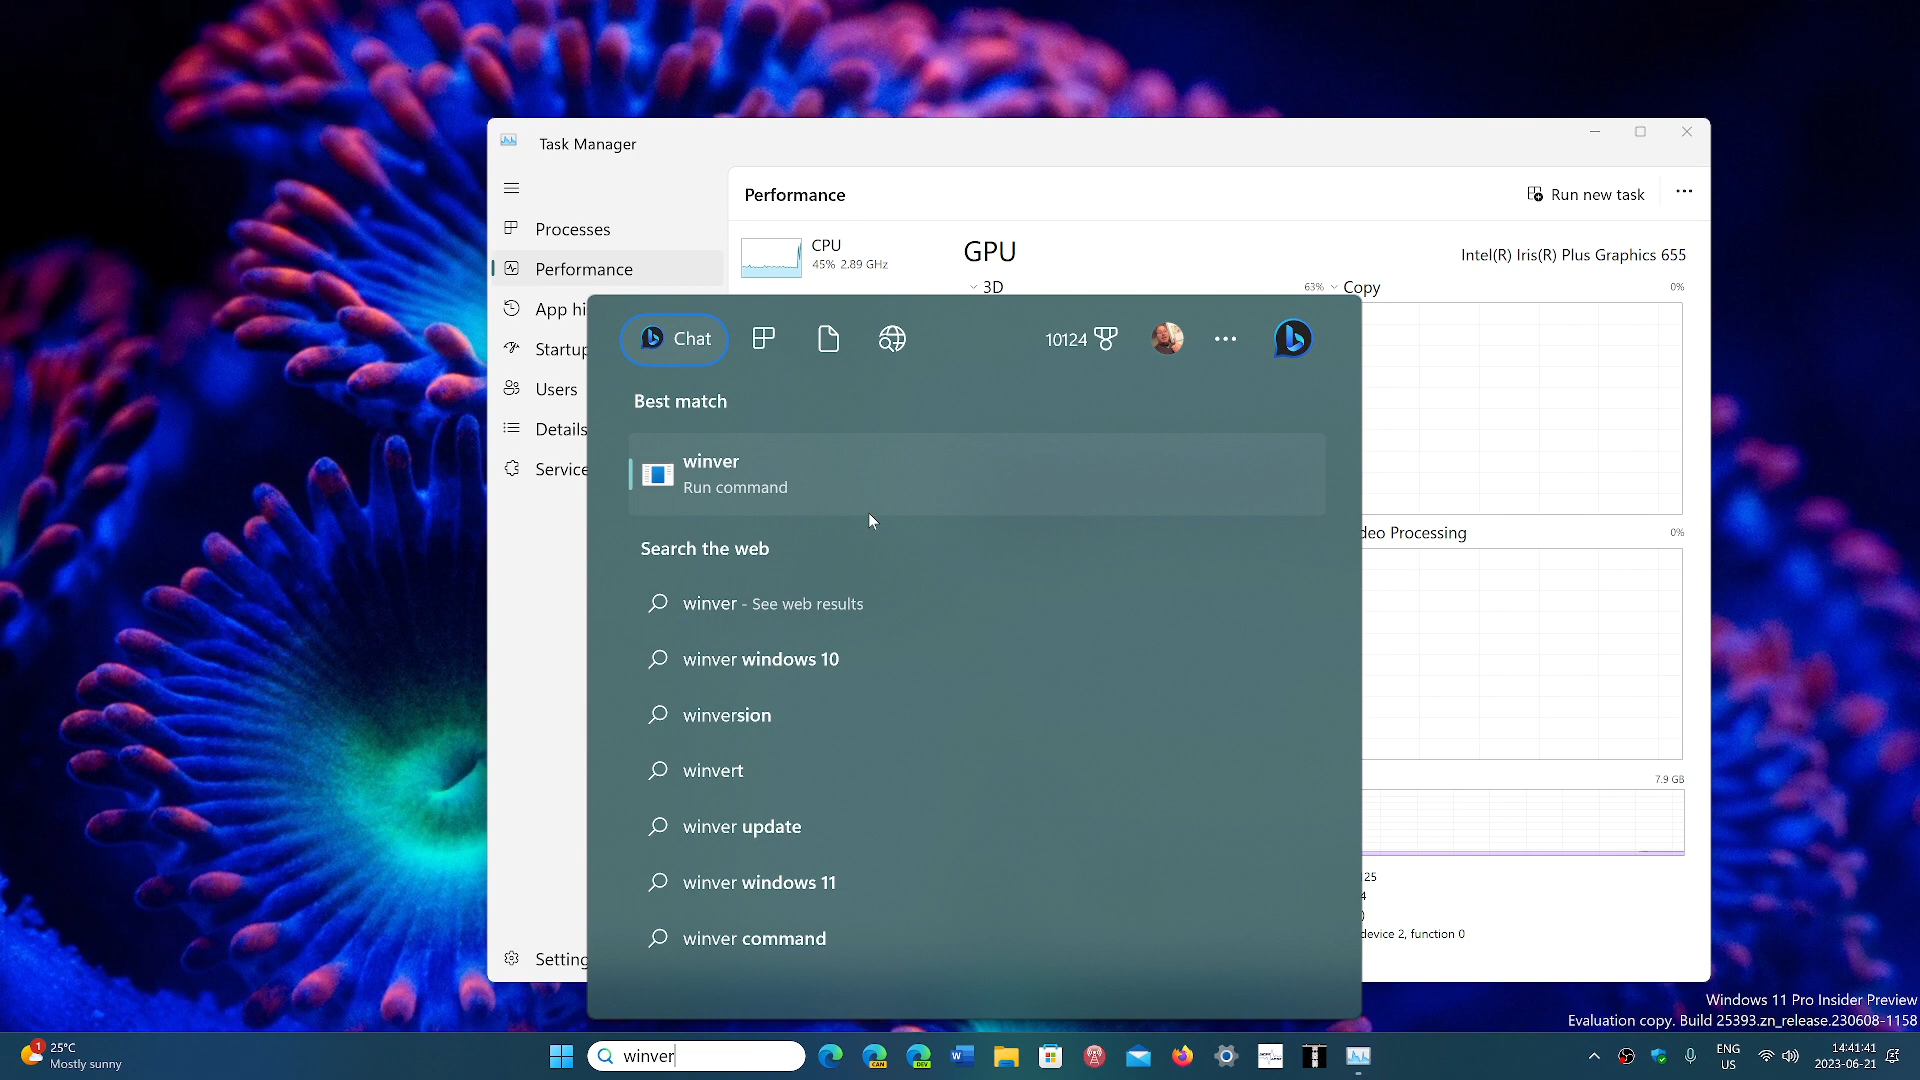 Task Manager
Performance
Run new task
Processes
Performance
App hi
Startup
Users
Details
Service
Setting
CPU
45% 2.89 GHz
GPU
Intel(R) Iris(R) Plus Graphics 655
3D
63%
Copy
0%
deo Processing
0%
7.9 GB
25
4
)
device 2, function 0
Chat
10124
Best match
winver
Run command
Search the web
winver - See web results
winver windows 10
winversion
winvert
winver update
winver windows 11
winver command
Windows 11 Pro Insider Preview
Evaluation copy. Build 25393.zn_release.230608-1158
1
25°C
Mostly sunny
winver
CAN
DEV
ENG
US
14:41:41
2023-06-21